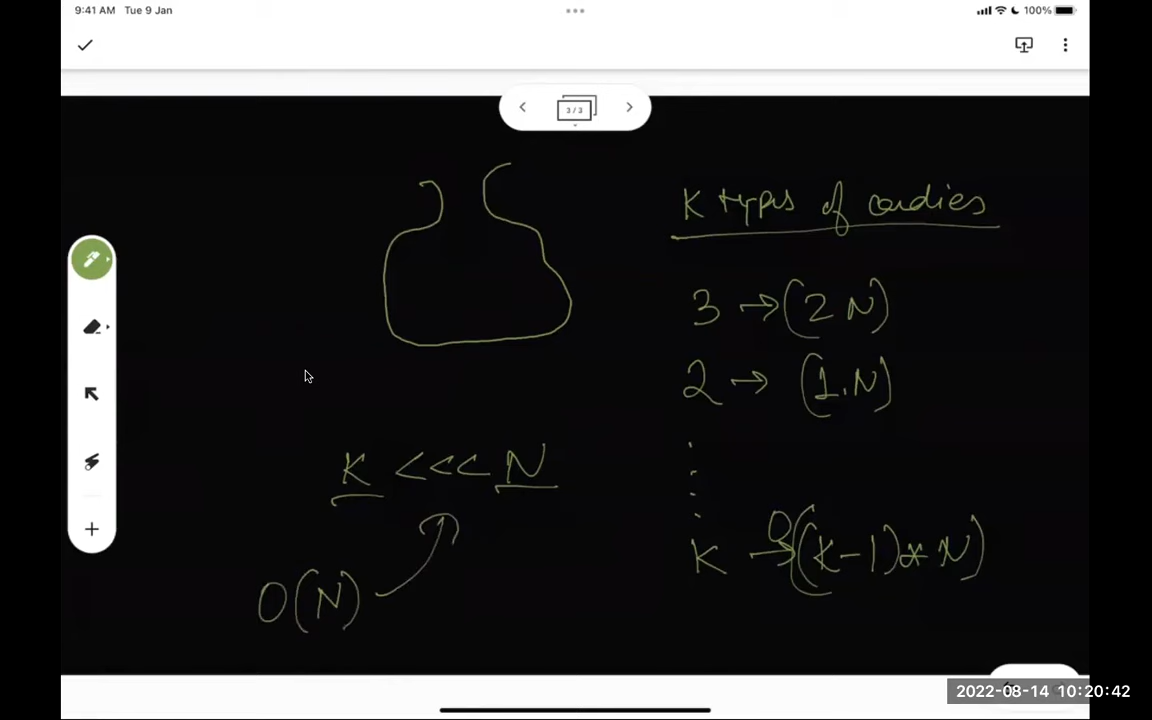 9:41 AM Tue 9 Jan
100%
3 / 3
K types of candies
3 → (2 N)
2 → (1.N)
K <<< N
K → O((K-1)* N)
O(N)
2022-08-14 10:20:42